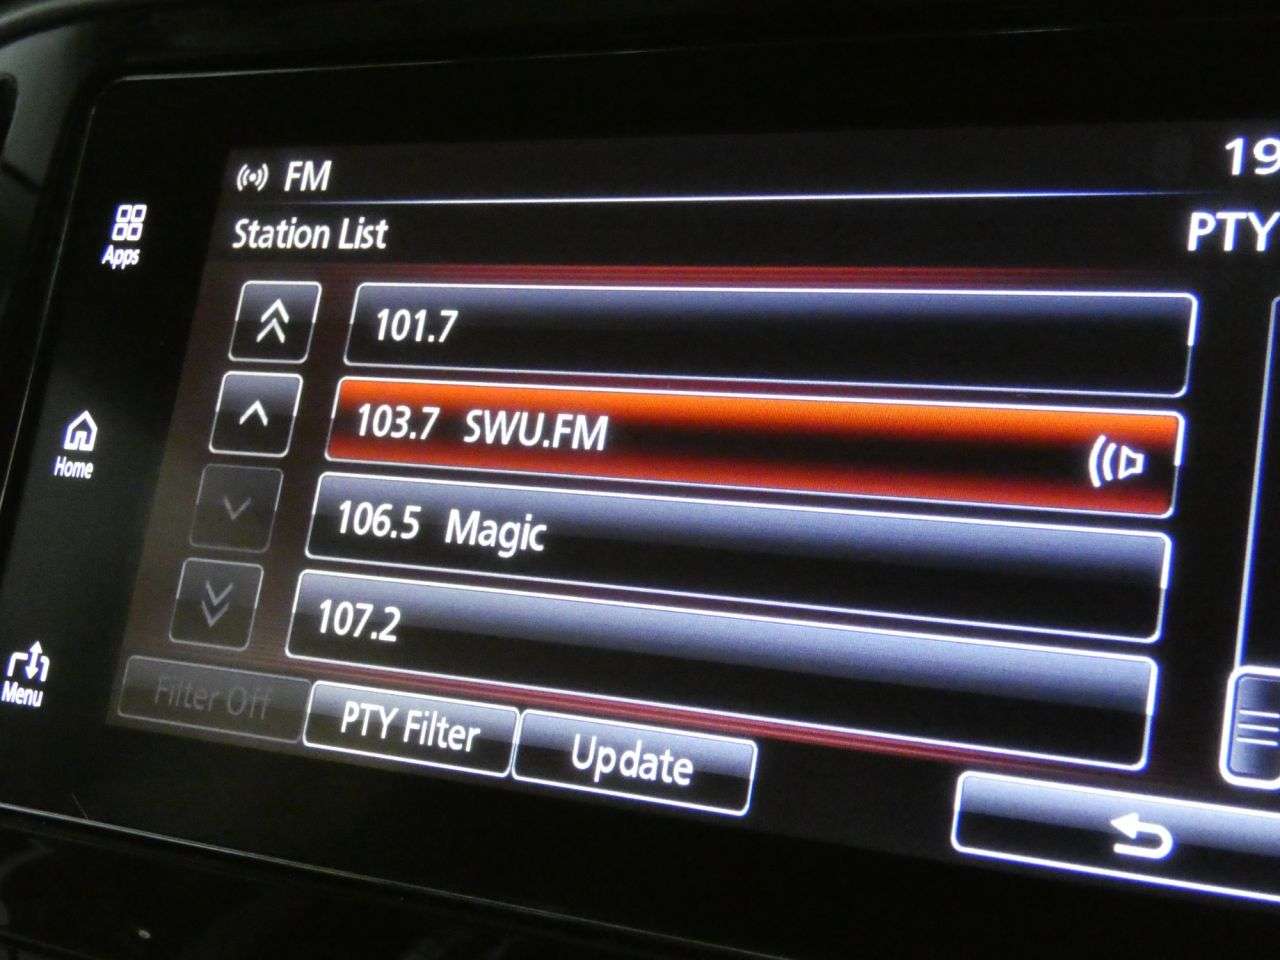 FM
19
Station List
PTY
Apps
101.7
103.7 SWU.FM
Home
106.5 Magic
107.2
Menu
Filter Off
PTY Filter
Update